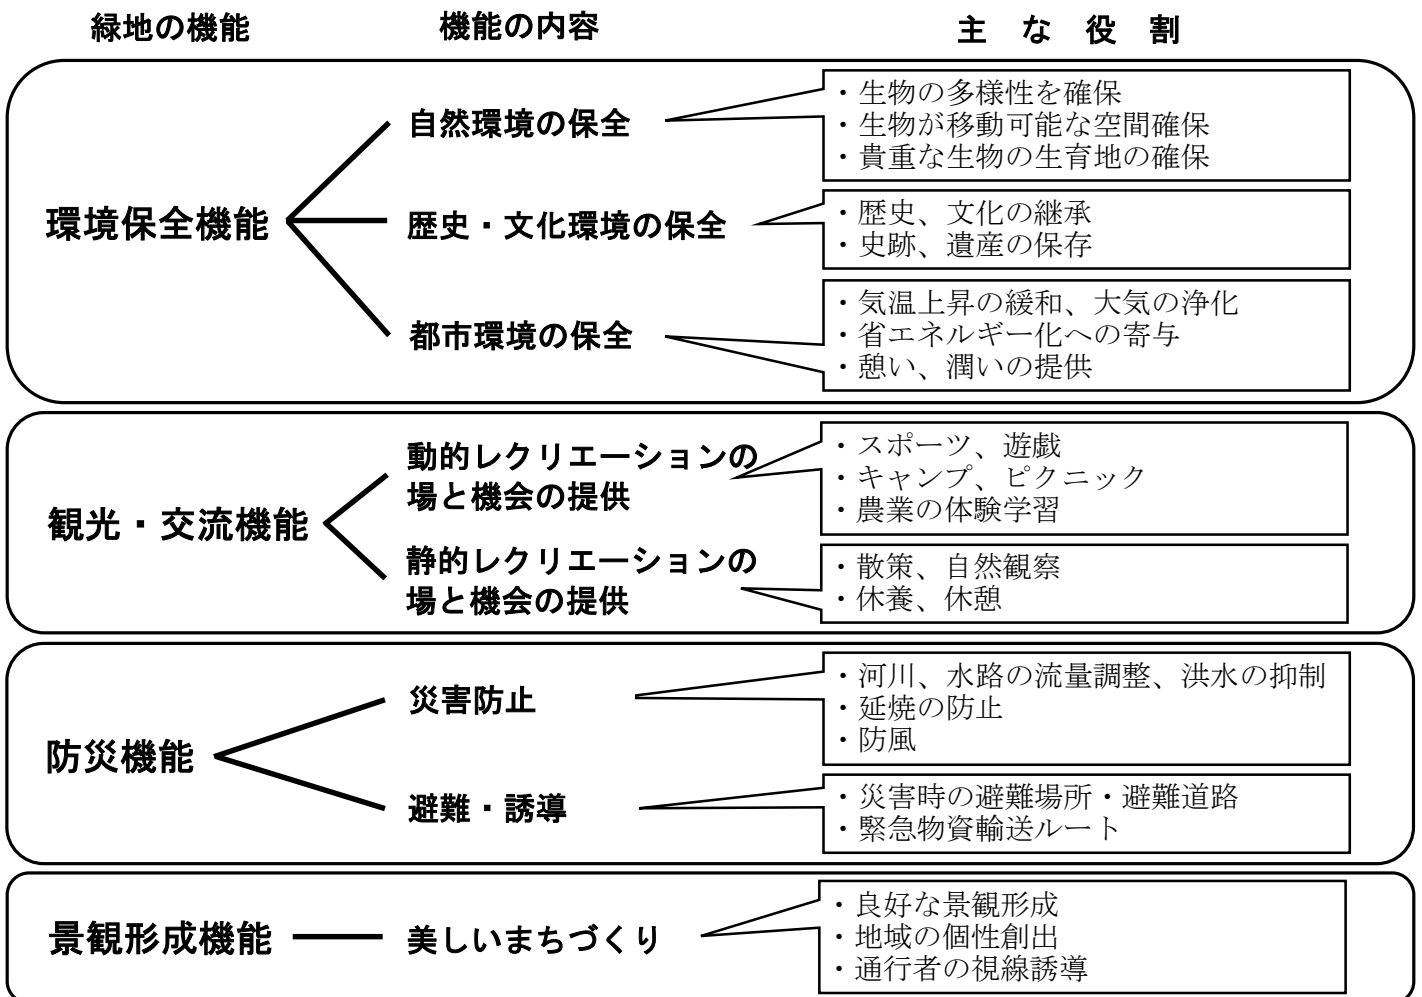 緑地の機能
機能の内容
主な役割
環境保全機能
自然環境の保全
・生物の多様性を確保
・生物が移動可能な空間確保
・貴重な生物の生育地の確保
歴史・文化環境の保全
・歴史、文化の継承
・史跡、遺産の保存
都市環境の保全
・気温上昇の緩和、大気の浄化
・省エネルギー化への寄与
・憩い、潤いの提供
観光・交流機能
動的レクリエーションの
場と機会の提供
・スポーツ、遊戯
・キャンプ、ピクニック
・農業の体験学習
静的レクリエーションの
場と機会の提供
・散策、自然観察
・休養、休憩
防災機能
災害防止
・河川、水路の流量調整、洪水の抑制
・延焼の防止
・防風
避難・誘導
・災害時の避難場所・避難道路
・緊急物資輸送ルート
景観形成機能
美しいまちづくり
・良好な景観形成
・地域の個性創出
・通行者の視線誘導